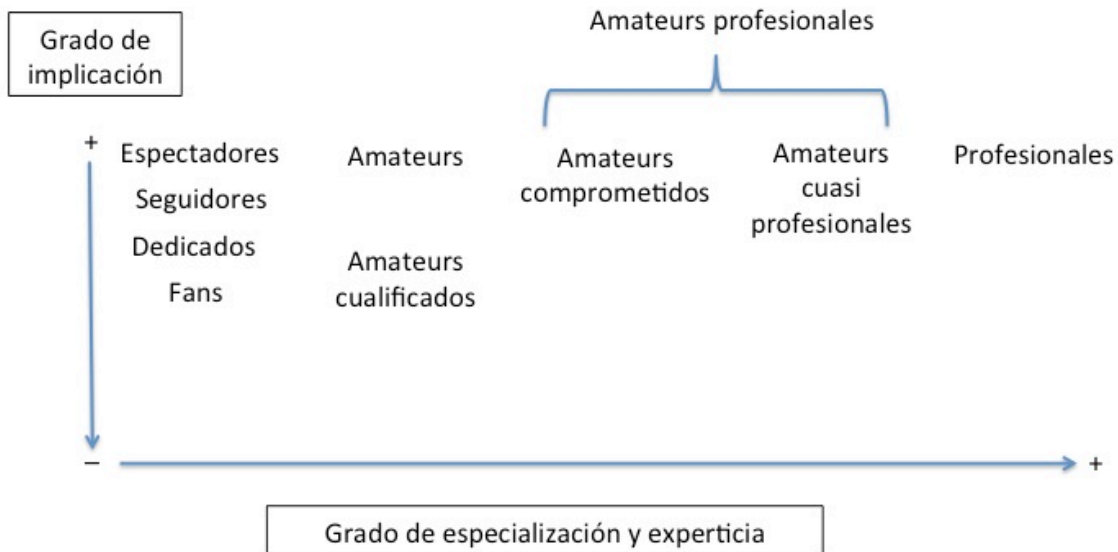 Grado de
implicación
Amateurs profesionales
+
Espectadores
Seguidores
Dedicados
Fans
Amateurs
Amateurs
cualificados
Amateurs
comprometidos
Amateurs
cuasi
profesionales
Profesionales
–
+
Grado de especialización y experticia